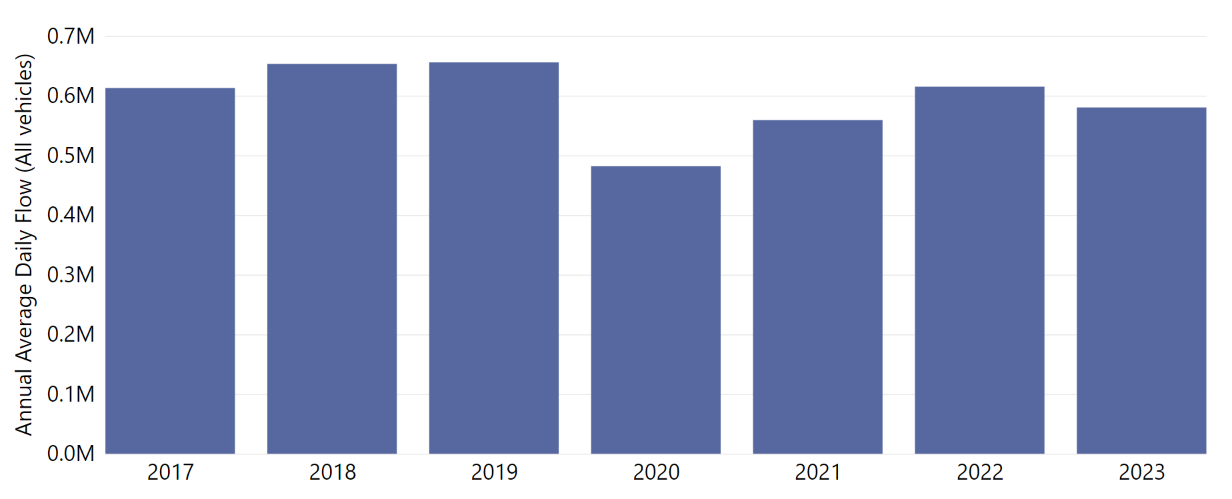 Annual Average Daily Flow (All vehicles)
0.7M
0.6M
0.5M
0.4M
0.3M
0.2M
0.1M
0.0M
2017 2018 2019 2020 2021 2022 2023